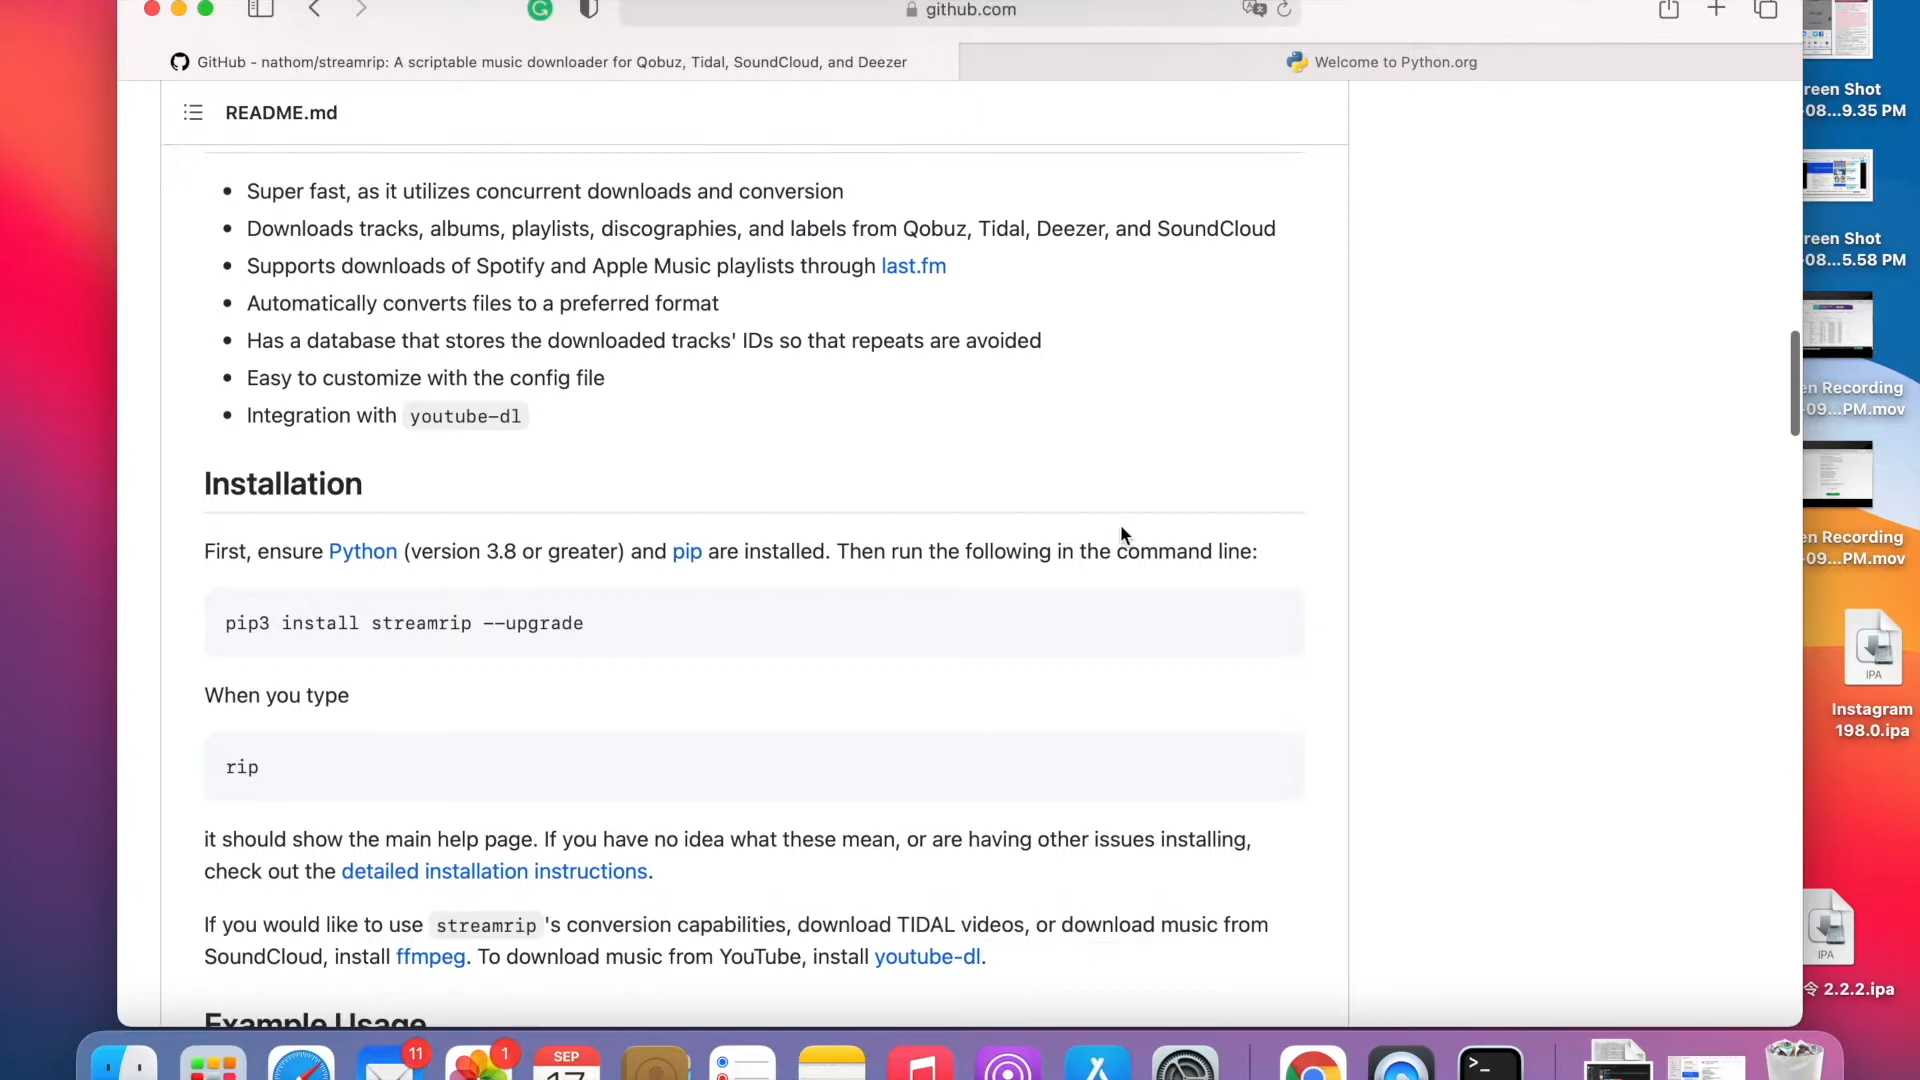 github.com
GitHub - nathom/streamrip: A scriptable music downloader for Qobuz, Tidal, SoundCloud, and Deezer
Welcome to Python.org
README.md
Super fast, as it utilizes concurrent downloads and conversion
Downloads tracks, albums, playlists, discographies, and labels from Qobuz, Tidal, Deezer, and SoundCloud
Supports downloads of Spotify and Apple Music playlists through last.fm
Automatically converts files to a preferred format
Has a database that stores the downloaded tracks' IDs so that repeats are avoided
Easy to customize with the config file
Integration with youtube-dl
Installation
First, ensure Python (version 3.8 or greater) and pip are installed. Then run the following in the command line:
pip3 install streamrip --upgrade
When you type
rip
it should show the main help page. If you have no idea what these mean, or are having other issues installing,
check out the detailed installation instructions.
If you would like to use streamrip 's conversion capabilities, download TIDAL videos, or download music from
SoundCloud, install ffmpeg. To download music from YouTube, install youtube-dl.
Example Usage
reen Shot
-08...9.35 PM
reen Shot
-08...5.58 PM
en Recording
-09...PM.mov
en Recording
-09...PM.mov
IPA
Instagram
198.0.ipa
IPA
令 2.2.2.ipa
11
1
SEP
17
>_